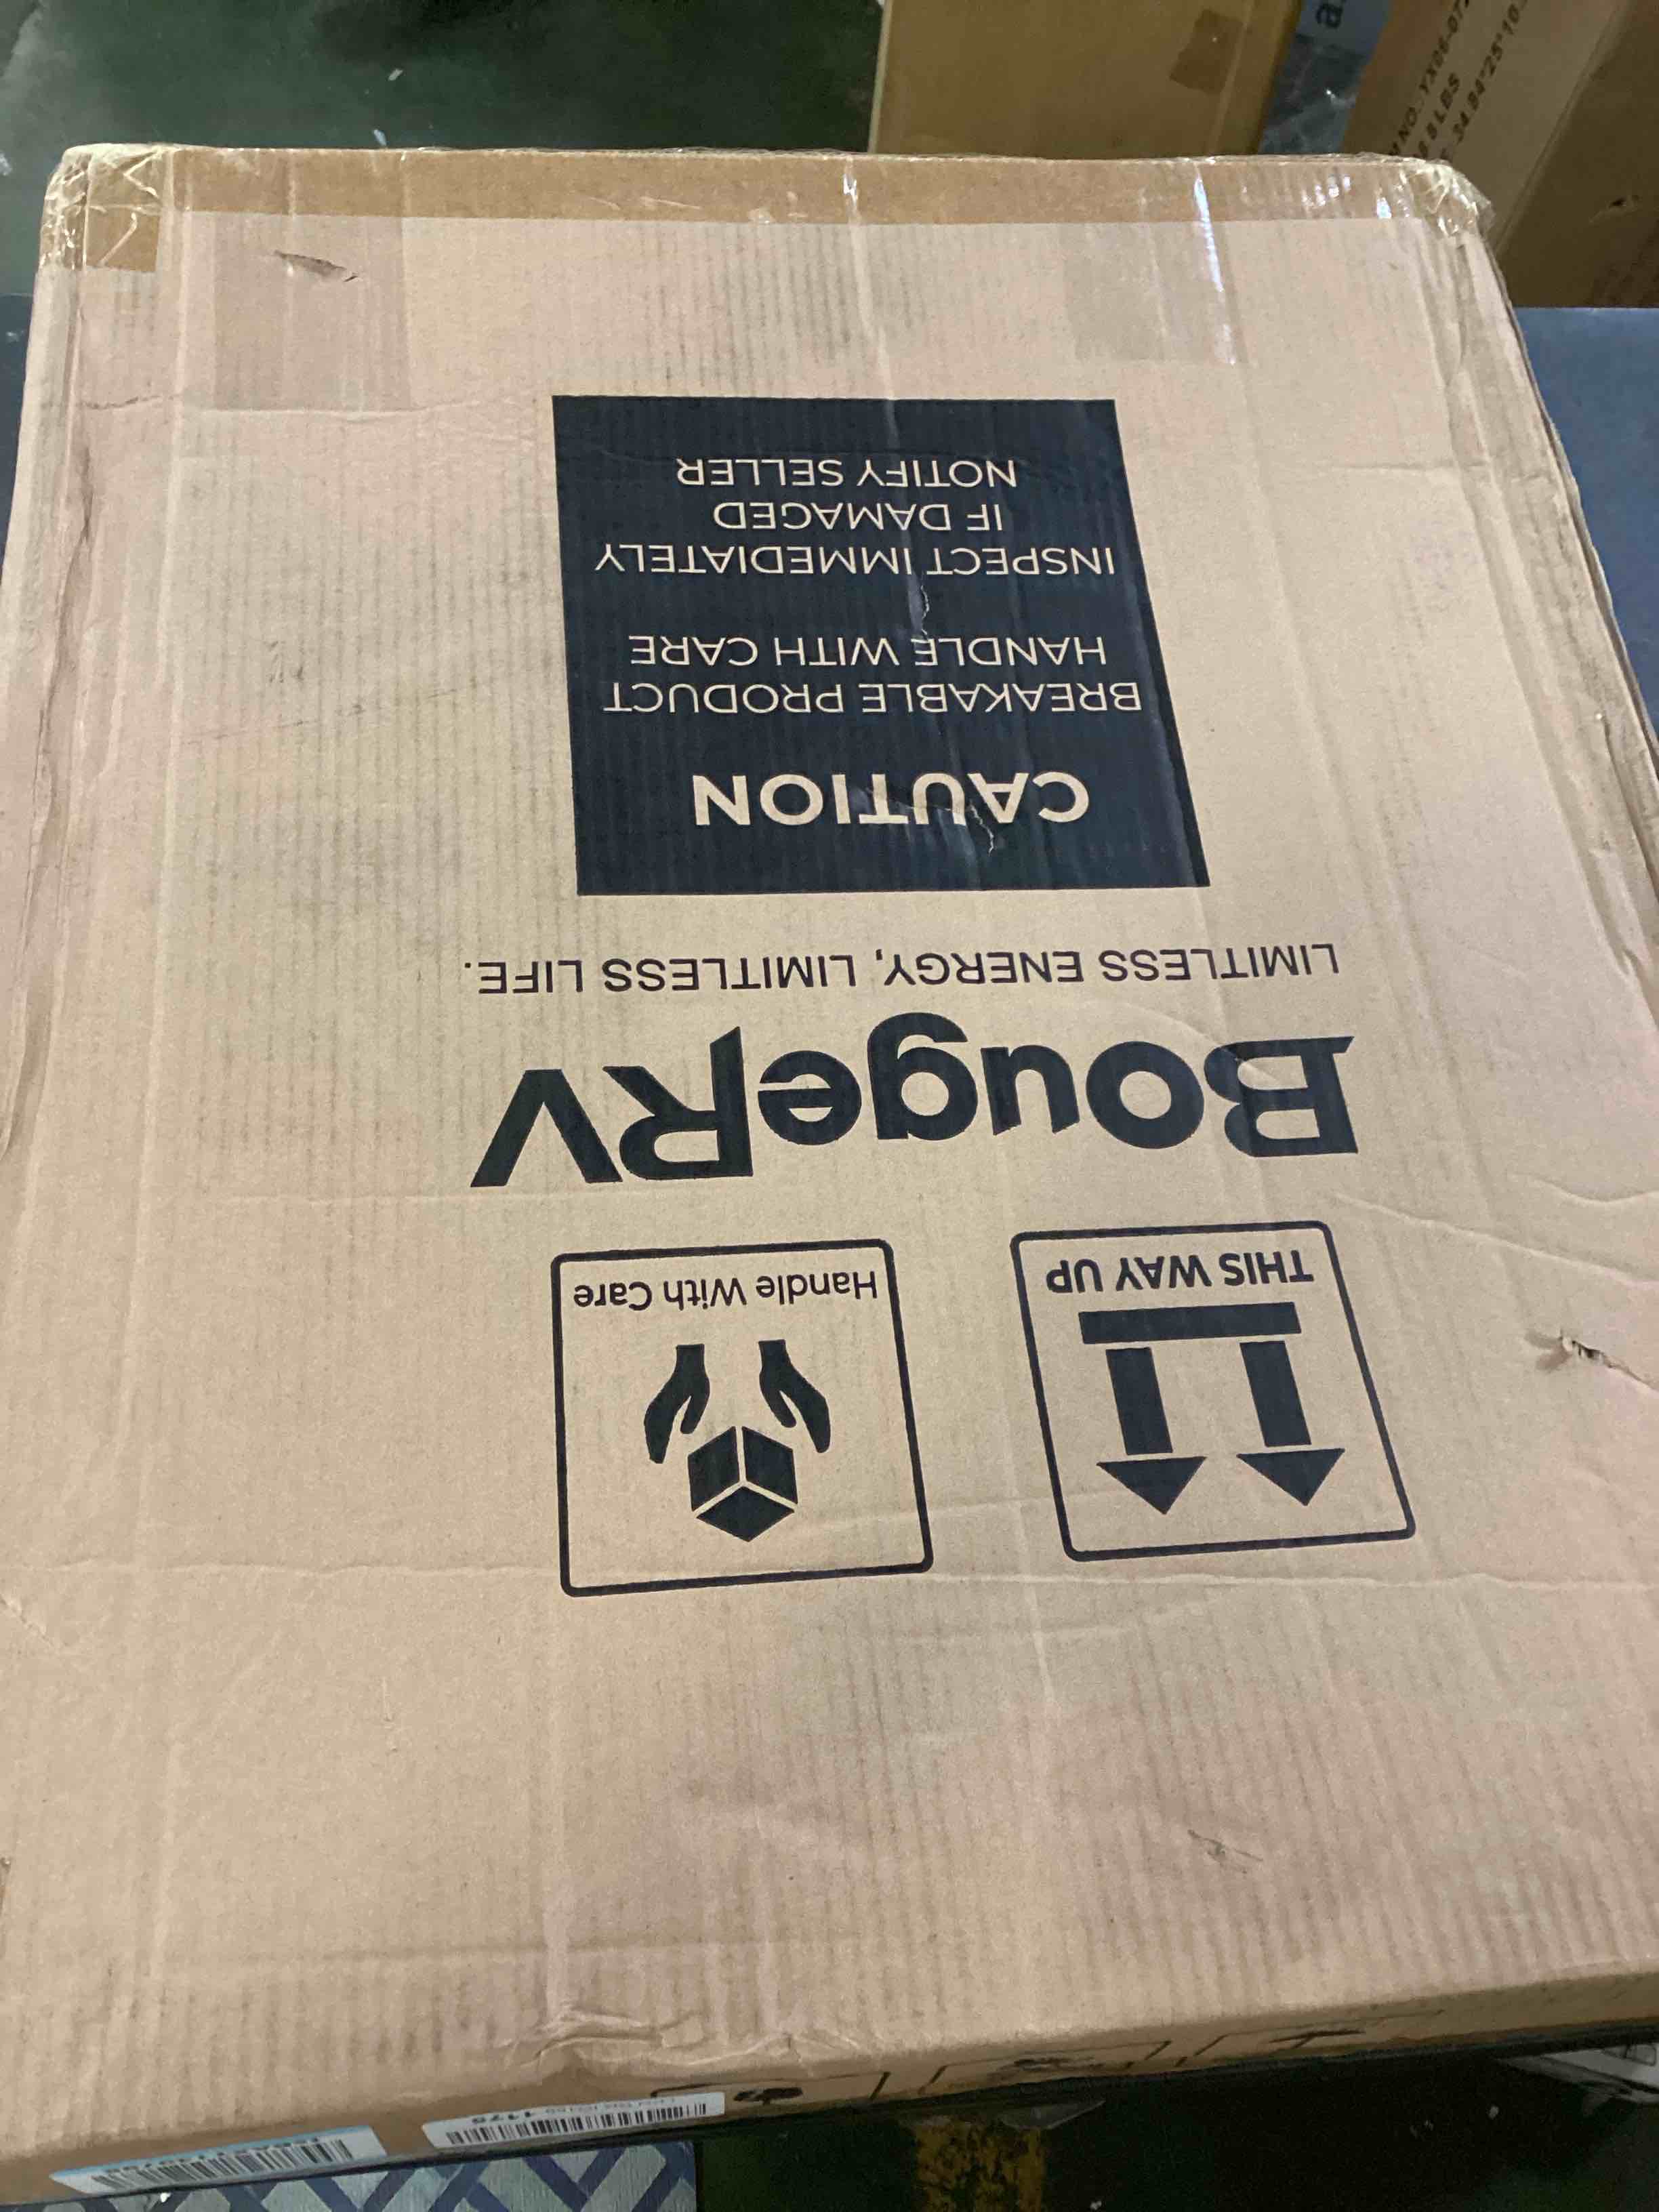 THIS WAY UP
Handle With Care
BougeRV
LIMITLESS ENERGY, LIMITLESS LIFE.
CAUTION
BREAKABLE PRODUCT
HANDLE WITH CARE
INSPECT IMMEDIATELY
IF DAMAGED
NOTIFY SELLER
LBS